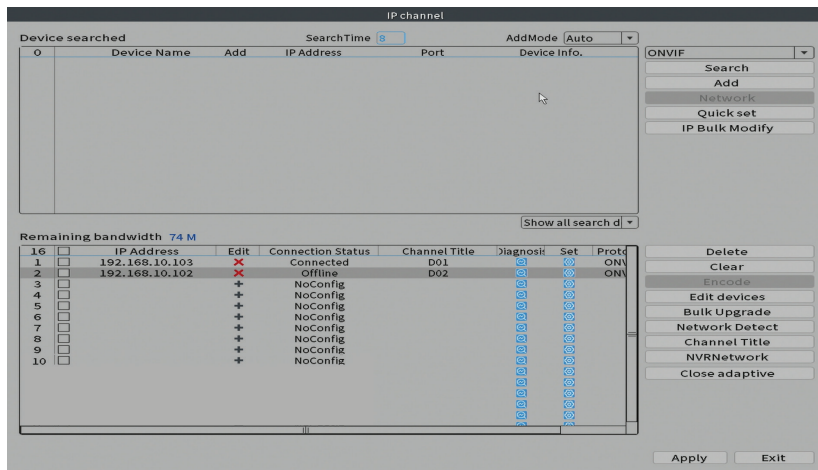 IP channel
Device searched SearchTime 8 AddMode Auto
0 Device Name Add IP Address Port Device Info.
ONVIF
Search
Add
Network
Quick set
IP Bulk Modify
Show all search d
Remaining bandwidth 74 M
16 IP Address Edit Connection Status Channel Title Diagnosis Set Proto
1 192.168.10.103 Connected D01 ONV
2 192.168.10.102 Offline D02 ONV
3 NoConfig
4 NoConfig
5 NoConfig
6 NoConfig
7 NoConfig
8 NoConfig
9 NoConfig
10 NoConfig
Delete
Clear
Encode
Edit devices
Bulk Upgrade
Network Detect
Channel Title
NVRNetwork
Close adaptive
Apply Exit